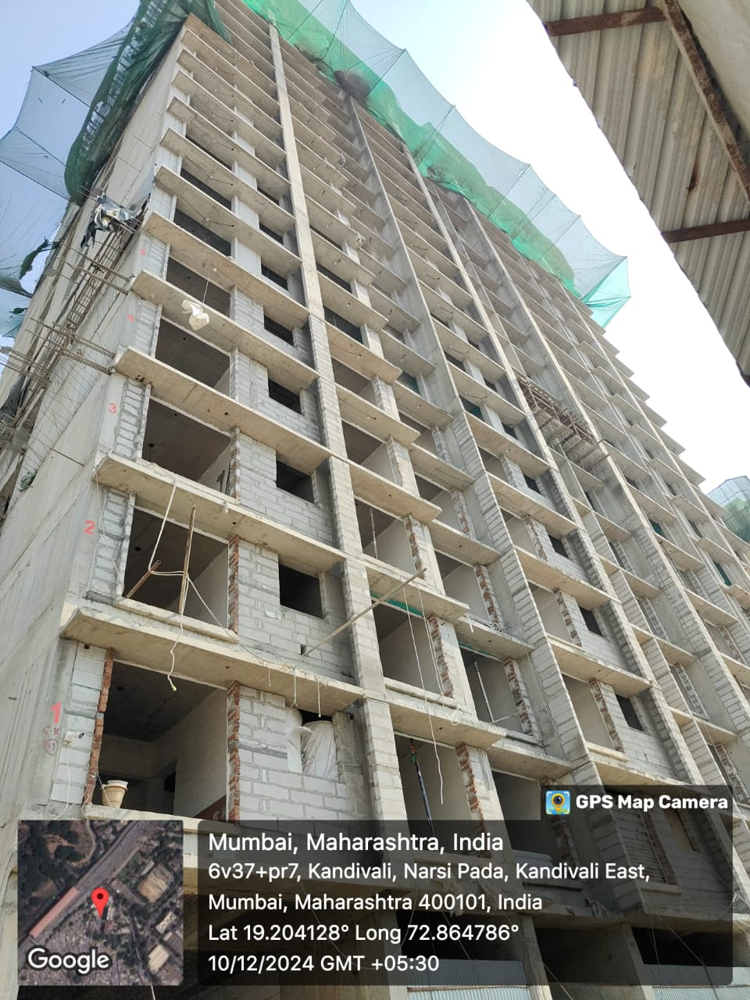 3
2
1
GPS Map Camera
Mumbai, Maharashtra, India
6v37+pr7, Kandivali, Narsi Pada, Kandivali East,
Mumbai, Maharashtra 400101, India
Lat 19.204128° Long 72.864786°
10/12/2024 GMT +05:30
Google